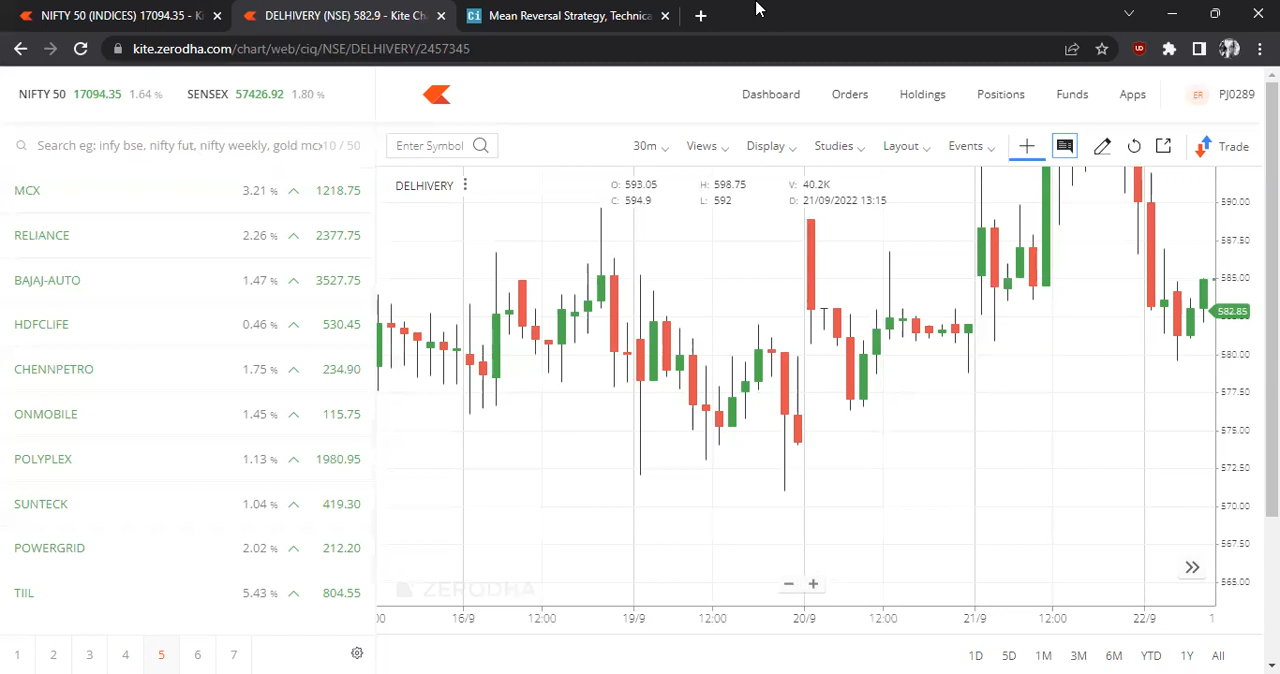 NIFTY 50 (INDICES) 17094.35 - Ki
DELHIVERY (NSE) 582.9 - Kite Cha
Ci Mean Reversal Strategy, Technica
kite.zerodha.com/chart/web/ciq/NSE/DELHIVERY/2457345
NIFTY 50 17094.35 1.64 % SENSEX 57426.92 1.80 %
Dashboard Orders Holdings Positions Funds Apps ER PJ0289
Search eg: infy bse, nifty fut, nifty weekly, gold mcx 10 / 50
Enter Symbol 30m Views Display Studies Layout Events Trade
MCX 3.21 % 1218.75
RELIANCE 2.26 % 2377.75
BAJAJ-AUTO 1.47 % 3527.75
HDFCLIFE 0.46 % 530.45
CHENNPETRO 1.75 % 234.90
ONMOBILE 1.45 % 115.75
POLYPLEX 1.13 % 1980.95
SUNTECK 1.04 % 419.30
POWERGRID 2.02 % 212.20
TIIL 5.43 % 804.55
1 2 3 4 5 6 7
DELHIVERY
O: 593.05 H: 598.75 V: 40.2K
C: 594.9 L: 592 D: 21/09/2022 13:15
590.00
587.50
585.00
582.85
580.00
577.50
575.00
572.50
570.00
567.50
565.00
ZERODHA
:00 16/9 12:00 19/9 12:00 20/9 12:00 21/9 12:00 22/9 1
1D 5D 1M 3M 6M YTD 1Y All